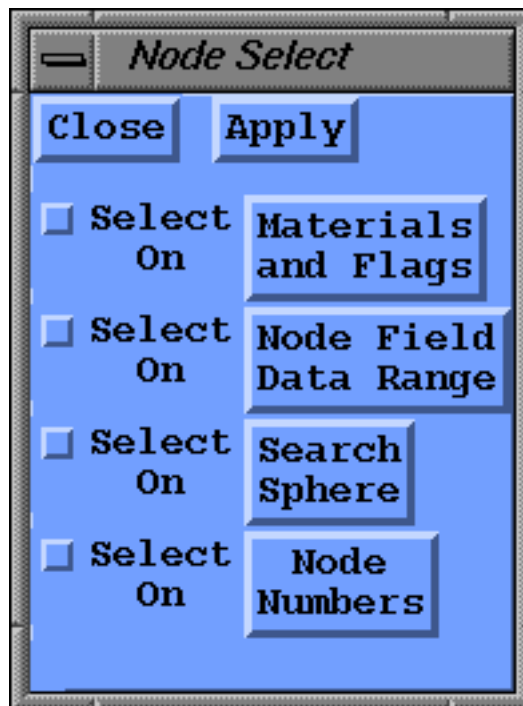 Node Select
Close Apply
Select Materials
On and Flags
Select Node Field
On Data Range
Select Search
On Sphere
Select Node
On Numbers